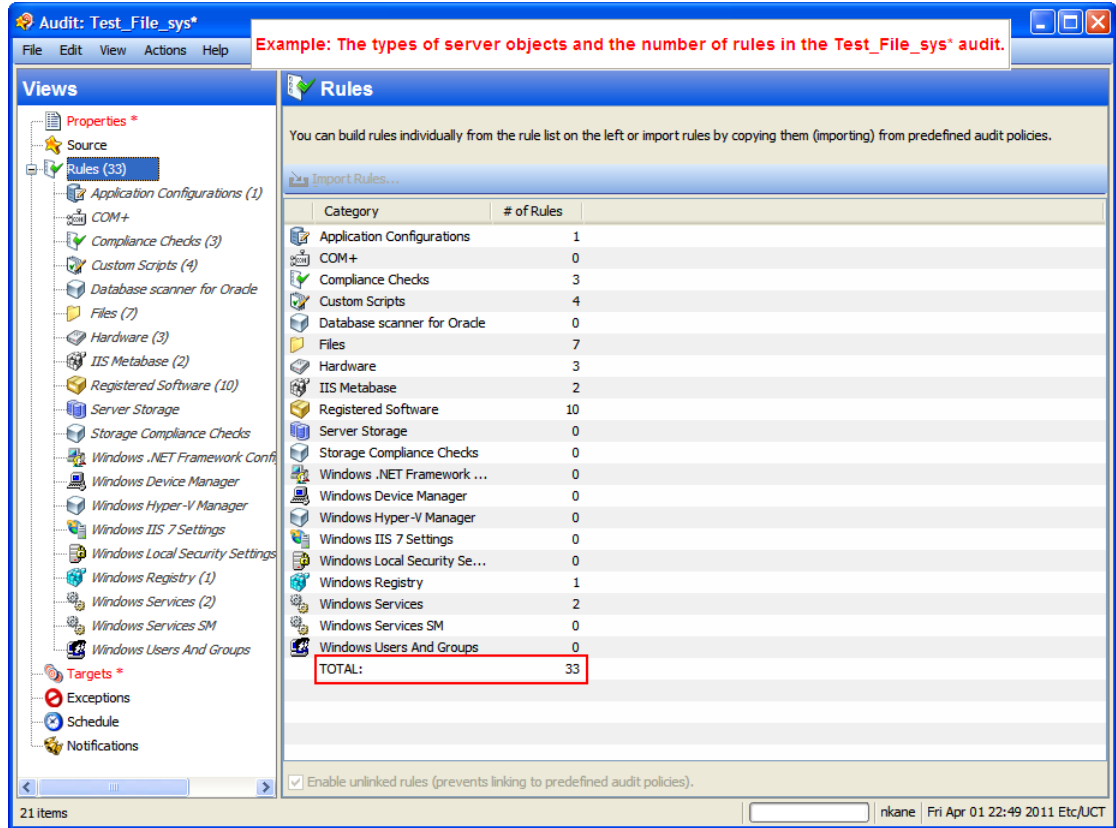 Audit: Test_File_sys*
File Edit View Actions Help
Example: The types of server objects and the number of rules in the Test_File_sys* audit.
Views
Properties *
Source
Rules (33)
Application Configurations (1)
COM+
Compliance Checks (3)
Custom Scripts (4)
Database scanner for Oracle
Files (7)
Hardware (3)
IIS Metabase (2)
Registered Software (10)
Server Storage
Storage Compliance Checks
Windows .NET Framework Confi
Windows Device Manager
Windows Hyper-V Manager
Windows IIS 7 Settings
Windows Local Security Settings
Windows Registry (1)
Windows Services (2)
Windows Services SM
Windows Users And Groups
Targets *
Exceptions
Schedule
Notifications
Rules
You can build rules individually from the rule list on the left or import rules by copying them (importing) from predefined audit policies.
Import Rules...
Category # of Rules
Application Configurations 1
COM+ 0
Compliance Checks 3
Custom Scripts 4
Database scanner for Oracle 0
Files 7
Hardware 3
IIS Metabase 2
Registered Software 10
Server Storage 0
Storage Compliance Checks 0
Windows .NET Framework ... 0
Windows Device Manager 0
Windows Hyper-V Manager 0
Windows IIS 7 Settings 0
Windows Local Security Se... 0
Windows Registry 1
Windows Services 2
Windows Services SM 0
Windows Users And Groups 0
TOTAL: 33
Enable unlinked rules (prevents linking to predefined audit policies).
21 items
nkane Fri Apr 01 22:49 2011 Etc/UCT